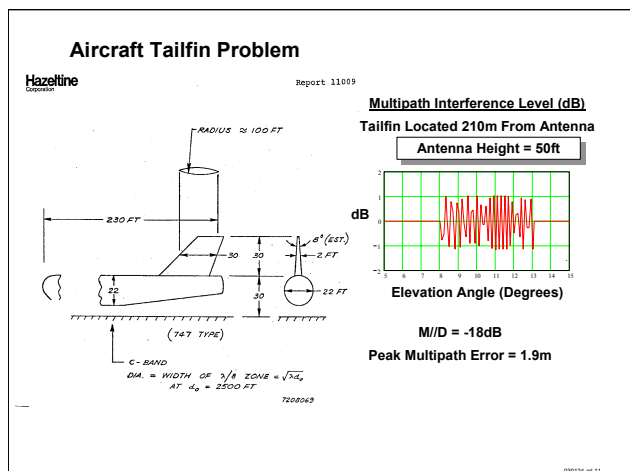 Aircraft Tailfin Problem
Hazeltine
Corporation
Report 11009
RADIUS ≈ 100 FT
230 FT
30
30
8° (EST.)
2 FT
22
30
22 FT
(747 TYPE)
C-BAND
DIA. = WIDTH OF λ/8 ZONE = √λd₀
AT d₀ = 2500 FT
7208069
Multipath Interference Level (dB)
Tailfin Located 210m From Antenna
Antenna Height = 50ft
dB
2
1
0
−1
−2
5 6 7 8 9 10 11 12 13 14 15
Elevation Angle (Degrees)
M//D = -18dB
Peak Multipath Error = 1.9m